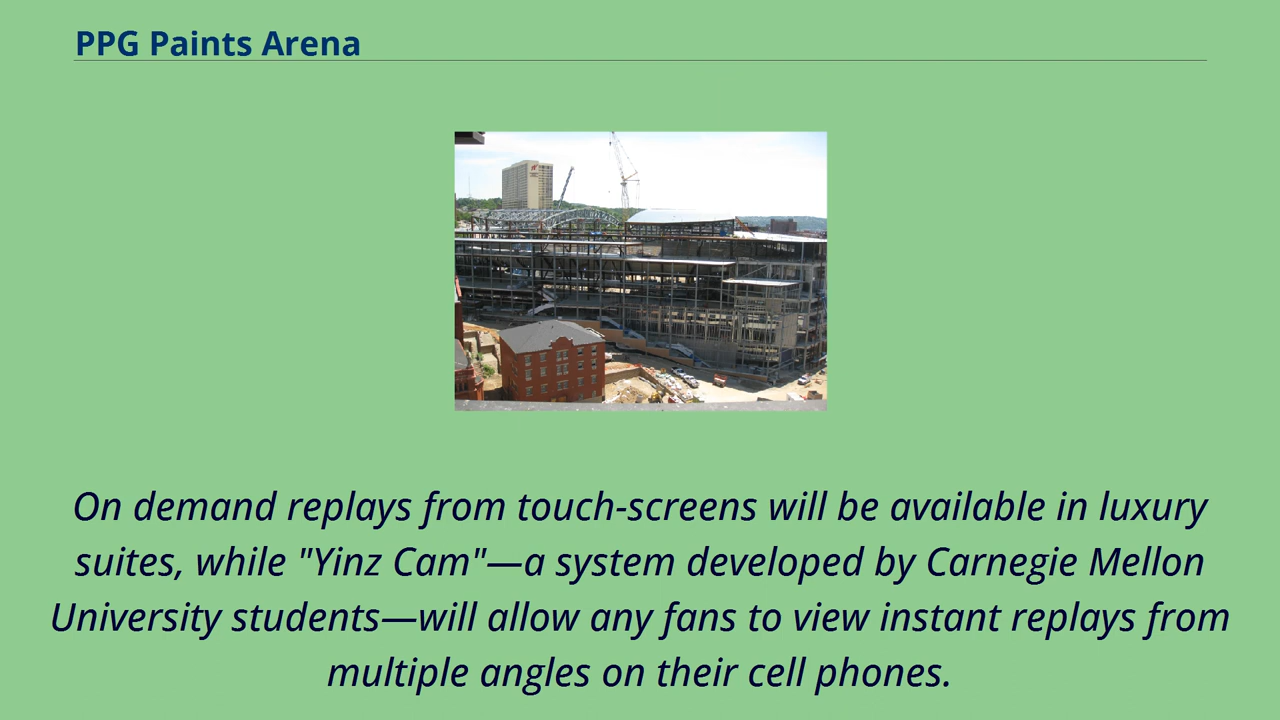 PPG Paints Arena
On demand replays from touch-screens will be available in luxury
suites, while "Yinz Cam"—a system developed by Carnegie Mellon
University students—will allow any fans to view instant replays from
multiple angles on their cell phones.